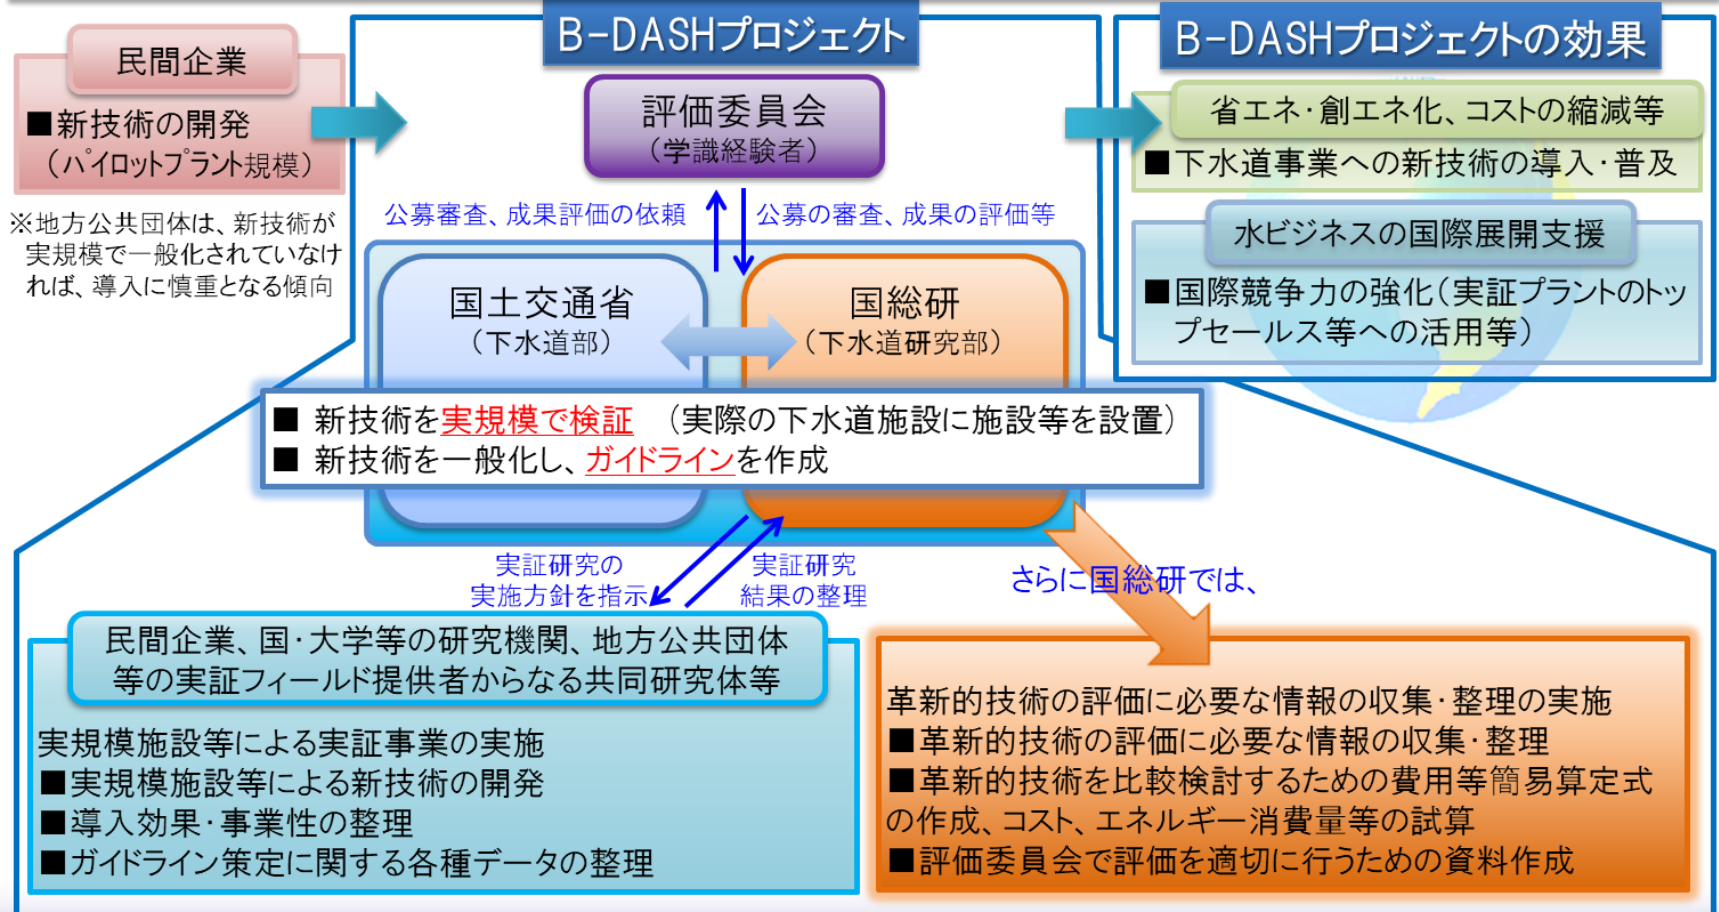 B-DASHプロジェクト
B-DASHプロジェクトの効果
民間企業
■新技術の開発
（パイロットプラント規模）
※地方公共団体は、新技術が
実規模で一般化されていなけ
れば、導入に慎重となる傾向
評価委員会
（学識経験者）
公募審査、成果評価の依頼
公募の審査、成果の評価等
国土交通省
（下水道部）
国総研
（下水道研究部）
■ 新技術を実規模で検証　（実際の下水道施設に施設等を設置）
■ 新技術を一般化し、ガイドラインを作成
省エネ・創エネ化、コストの縮減等
■下水道事業への新技術の導入・普及
水ビジネスの国際展開支援
■国際競争力の強化（実証プラントのトッ
プセールス等への活用等）
実証研究の
実施方針を指示
実証研究
結果の整理
さらに国総研では、
民間企業、国・大学等の研究機関、地方公共団体
等の実証フィールド提供者からなる共同研究体等
実規模施設等による実証事業の実施
■実規模施設等による新技術の開発
■導入効果・事業性の整理
■ガイドライン策定に関する各種データの整理
革新的技術の評価に必要な情報の収集・整理の実施
■革新的技術の評価に必要な情報の収集・整理
■革新的技術を比較検討するための費用等簡易算定式
の作成、コスト、エネルギー消費量等の試算
■評価委員会で評価を適切に行うための資料作成